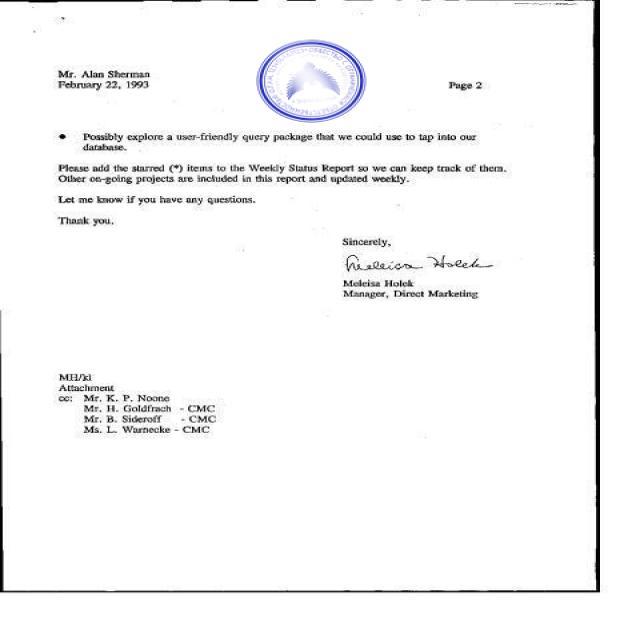 Mr. Alan Sherman
February 22, 1993
Page 2
• Possibly explore a user-friendly query package that we could use to tap into our
database.
Please add the starred (*) items to the Weekly Status Report so we can keep track of them.
Other on-going projects are included in this report and updated weekly.
Let me know if you have any questions.
Thank you.
Sincerely,
Meleisa Holek
Meleisa Holek
Manager, Direct Marketing
MH/kl
Attachment
cc: Mr. K. P. Noone
Mr. H. Goldfrach - CMC
Mr. B. Sideroff - CMC
Ms. L. Warnecke - CMC